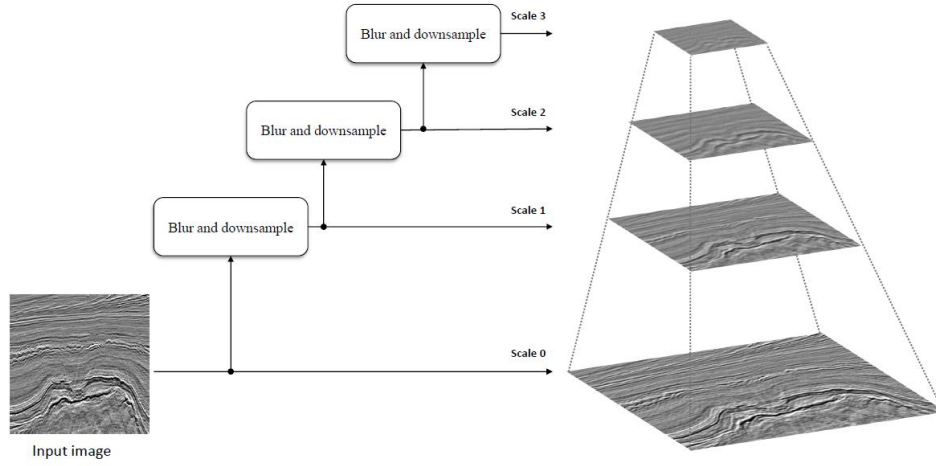 Scale 3
Blur and downsample
Scale 2
Blur and downsample
Scale 1
Blur and downsample
Scale 0
Input image